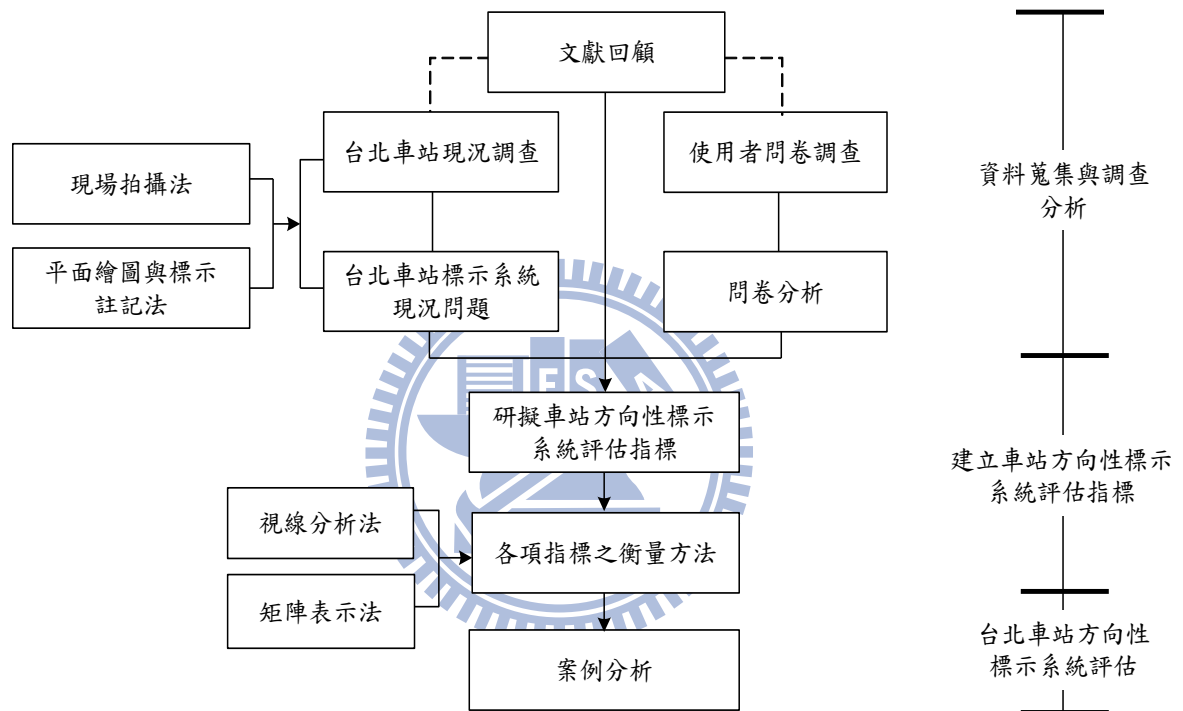 文獻回顧
台北車站現況調查
使用者問卷調查
現場拍攝法
平面繪圖與標示
註記法
台北車站標示系統
現況問題
問卷分析
資料蒐集與調查
分析
E S A
研擬車站方向性標示
系統評估指標
建立車站方向性標示
系統評估指標
視線分析法
各項指標之衡量方法
矩陣表示法
案例分析
台北車站方向性
標示系統評估